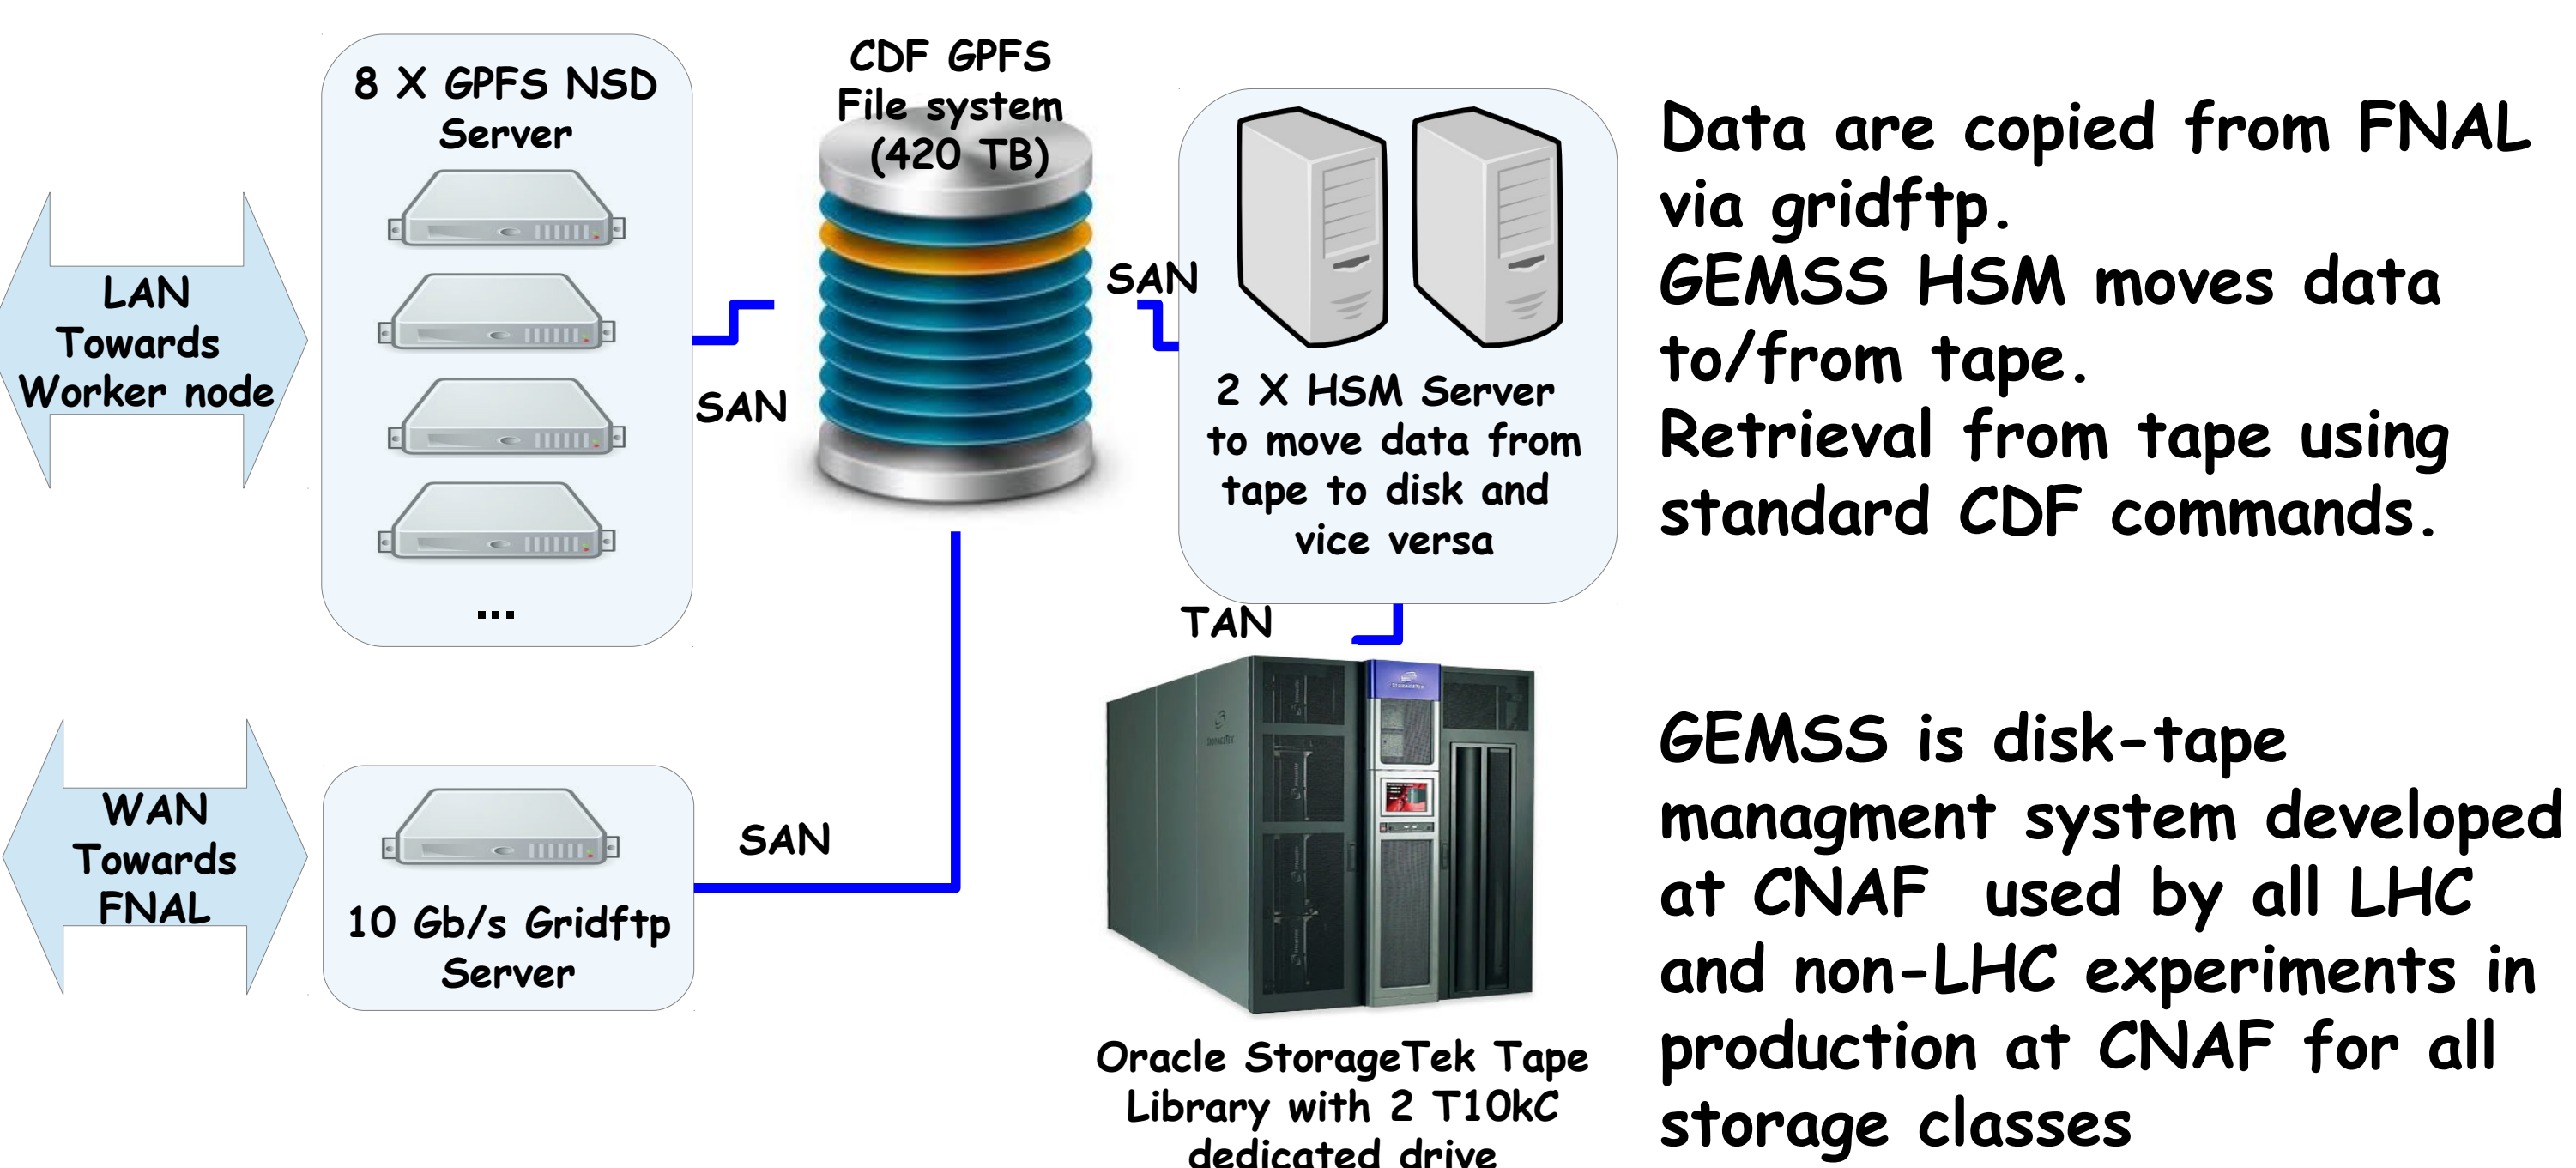 8 X GPFS NSD
Server
...
LAN
Towards
Worker node
SAN
CDF GPFS
File system
(420 TB)
SAN
2 X HSM Server
to move data from
tape to disk and
vice versa
TAN
WAN
Towards
FNAL
10 Gb/s Gridftp
Server
SAN
STORAGETEK
STORAGETEK
Oracle StorageTek Tape
Library with 2 T10kC
dedicated drive
Data are copied from FNAL
via gridftp.
GEMSS HSM moves data
to/from tape.
Retrieval from tape using
standard CDF commands.
GEMSS is disk-tape
managment system developed
at CNAF used by all LHC
and non-LHC experiments in
production at CNAF for all
storage classes